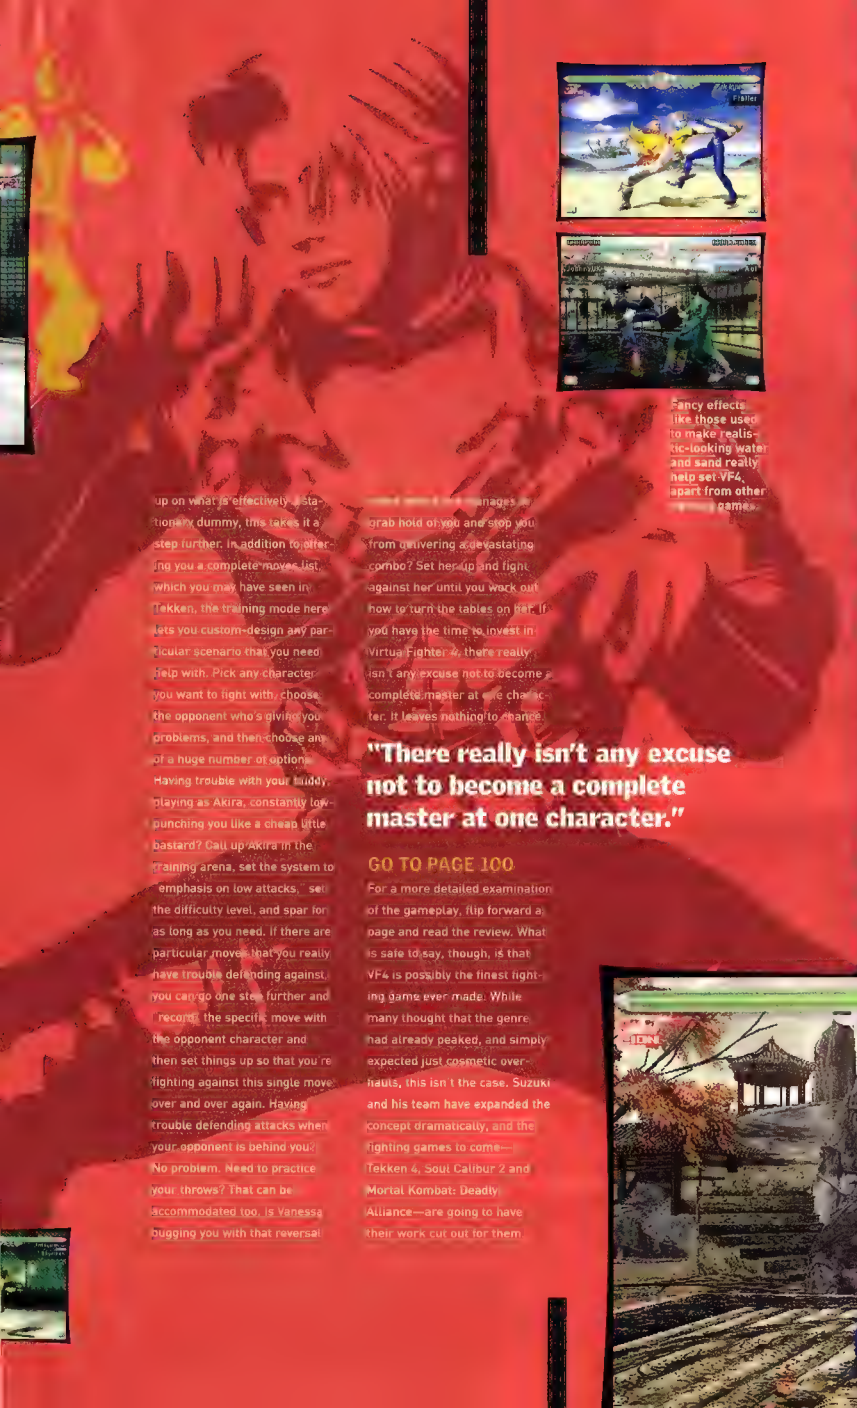 Fighter
Aoi
Fancy effects
like those used
to make realis-
tic-looking water
and sand really
help set VF4
apart from other
games.
up on what is effectively a sta-
tionary dummy, this takes it a
step further. In addition to offer-
ing you a complete moves list,
which you may have seen in
Tekken, the training mode here
lets you custom-design any par-
ticular scenario that you need
help with. Pick any character
you want to fight with, choose
the opponent who's giving you
problems, and then choose any
of a huge number of options.
Having trouble with your buddy,
playing as Akira, constantly low-
punching you like a cheap little
bastard? Call up Akira in the
training arena, set the system to
"emphasis on low attacks," set
the difficulty level, and spar for
as long as you need. If there are
particular moves that you really
have trouble defending against,
you can go one step further and
"record" the specific move with
the opponent character and
then set things up so that you're
fighting against this single move
over and over again. Having
trouble defending attacks when
your opponent is behind you?
No problem. Need to practice
your throws? That can be
accommodated too. Is Vanessa
bugging you with that reversal
manages to
grab hold of you and stop you
from delivering a devastating
combo? Set her up and fight
against her until you work out
how to turn the tables on her. If
you have the time to invest in
Virtua Fighter 4, there really
isn't any excuse not to become a
complete master at one charac-
ter. It leaves nothing to chance.
"There really isn't any excuse
not to become a complete
master at one character."
GO TO PAGE 100
For a more detailed examination
of the gameplay, flip forward a
page and read the review. What
is safe to say, though, is that
VF4 is possibly the finest fight-
ing game ever made. While
many thought that the genre
had already peaked, and simply
expected just cosmetic over-
hauls, this isn't the case. Suzuki
and his team have expanded the
concept dramatically, and the
fighting games to come—
Tekken 4, Soul Calibur 2 and
Mortal Kombat: Deadly
Alliance—are going to have
their work cut out for them.